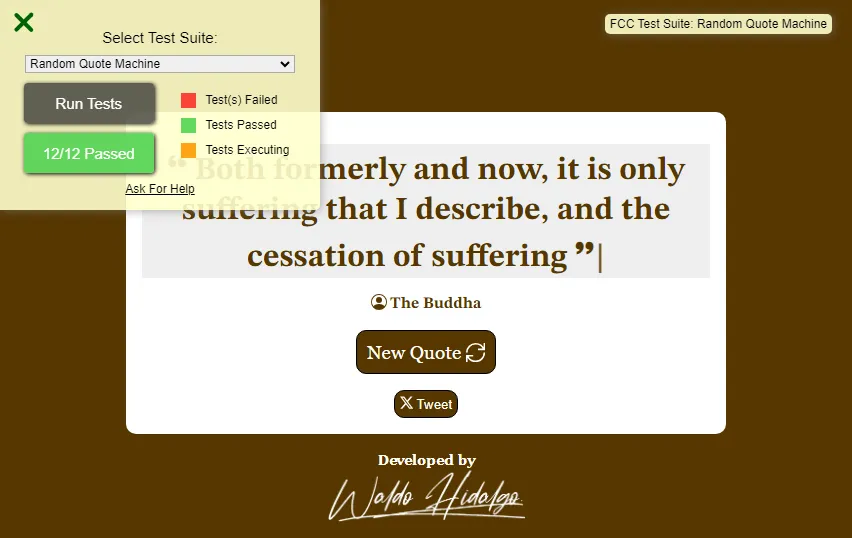 Select Test Suite:
Random Quote Machine
Run Tests
12/12 Passed
Test(s) Failed
Tests Passed
Tests Executing
Ask For Help
FCC Test Suite: Random Quote Machine
“ Both formerly and now, it is only
suffering that I describe, and the
cessation of suffering ”|
The Buddha
New Quote
Tweet
Developed by
Waldo Hidalgo